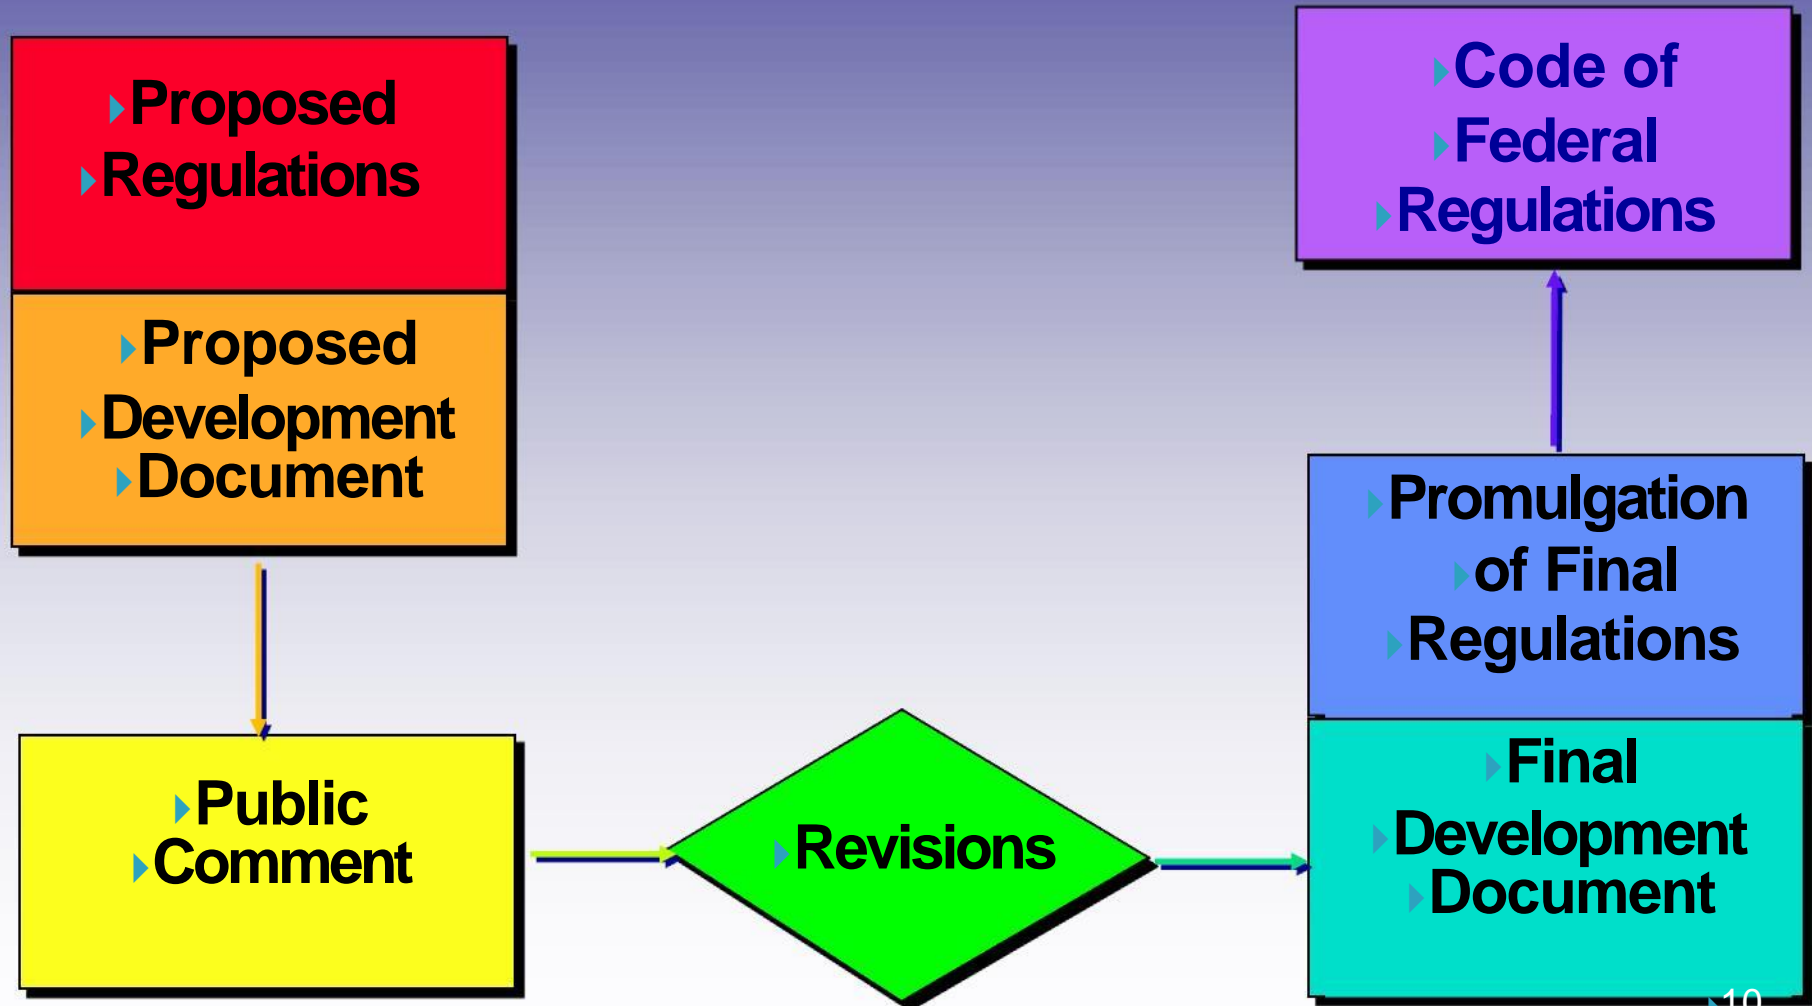 Proposed
Regulations
Proposed
Development
Document
Public
Comment
Revisions
Code of
Federal
Regulations
Promulgation
of Final
Regulations
Final
Development
Document
10